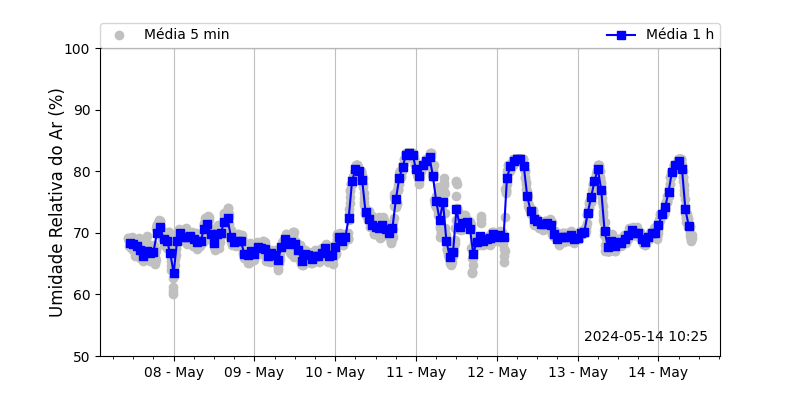 Média 5 min
Média 1 h
Umidade Relativa do Ar (%)
100
90
80
70
60
50
2024-05-14 10:25
08 - May
09 - May
10 - May
11 - May
12 - May
13 - May
14 - May